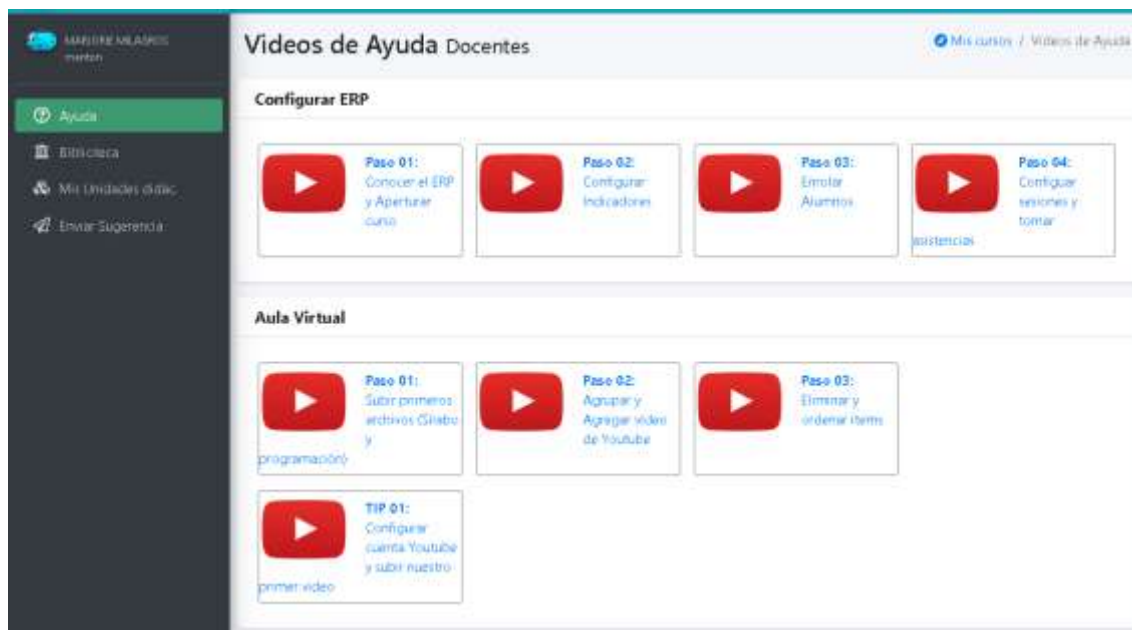 Videos de Ayuda Docentes
Mis cursos / Videos de Ayuda
Ayuda
Biblioteca
Mis Unidades didac.
Enviar Sugerencia
Configurar ERP
Paso 01:
Conocer el ERP
y Aperturar
curso
Paso 02:
Configurar
Indicadores
Paso 03:
Enrolar
Alumnos
Paso 04:
Configuar
sesiones y
tomar
asistencias
Aula Virtual
Paso 01:
Subir primeros
archivos (Silabo
y
programación)
Paso 02:
Agrupar y
Agregar video
de Youtube
Paso 03:
Eliminar y
ordenar items
TIP 01:
Configurar
cuenta Youtube
y subir nuestro
primer video